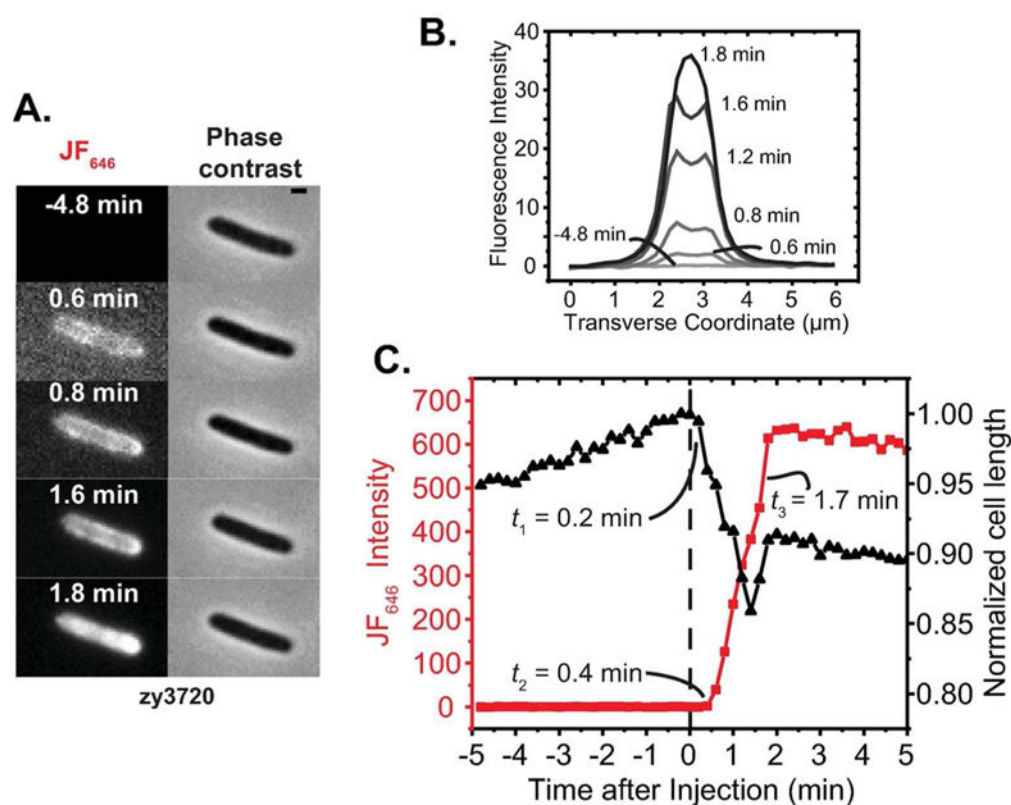 A.
JF646
Phase
contrast
-4.8 min
0.6 min
0.8 min
1.6 min
1.8 min
zy3720
B.
Fluorescence Intensity
40
30
20
10
0
1.8 min
1.6 min
1.2 min
0.8 min
0.6 min
-4.8 min
0 1 2 3 4 5 6
Transverse Coordinate (μm)
C.
JF646 Intensity
700
600
500
400
300
200
100
0
t1 = 0.2 min
t2 = 0.4 min
t3 = 1.7 min
1.00
0.95
0.90
0.85
0.80
Normalized cell length
-5 -4 -3 -2 -1 0 1 2 3 4 5
Time after Injection (min)